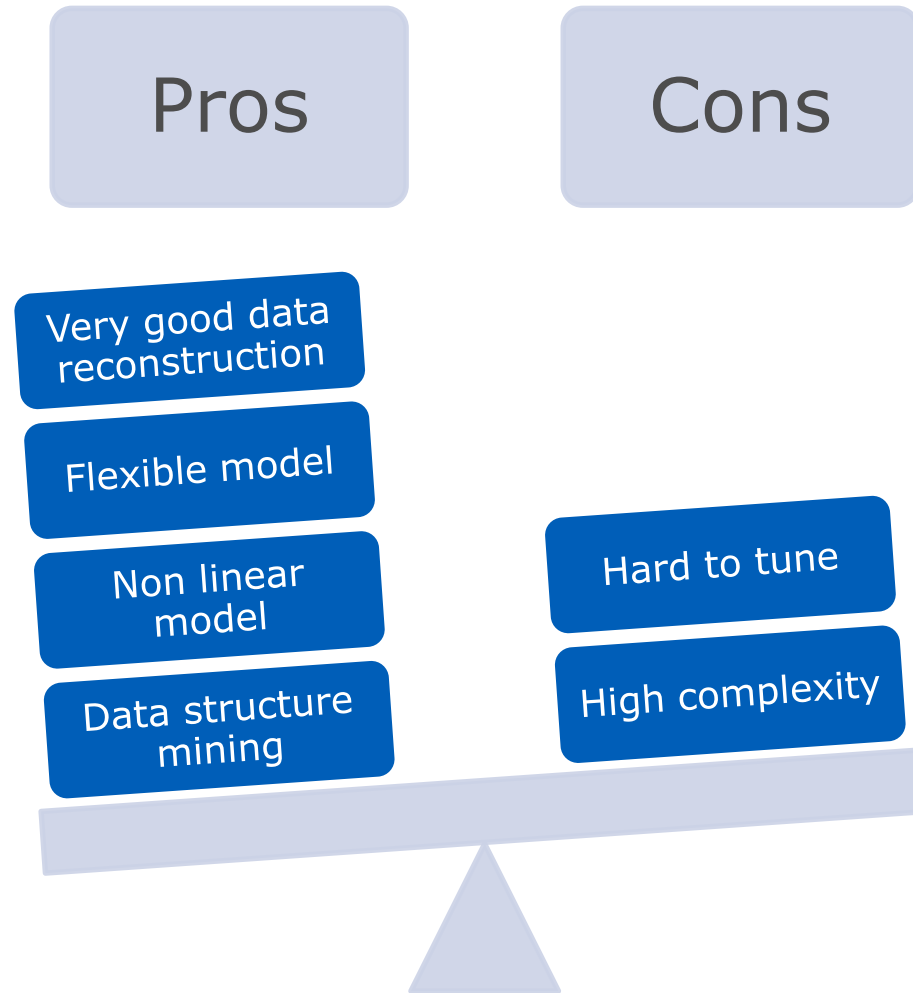 Pros
Cons
Very good data
reconstruction
Flexible model
Non linear
model
Data structure
mining
Hard to tune
High complexity